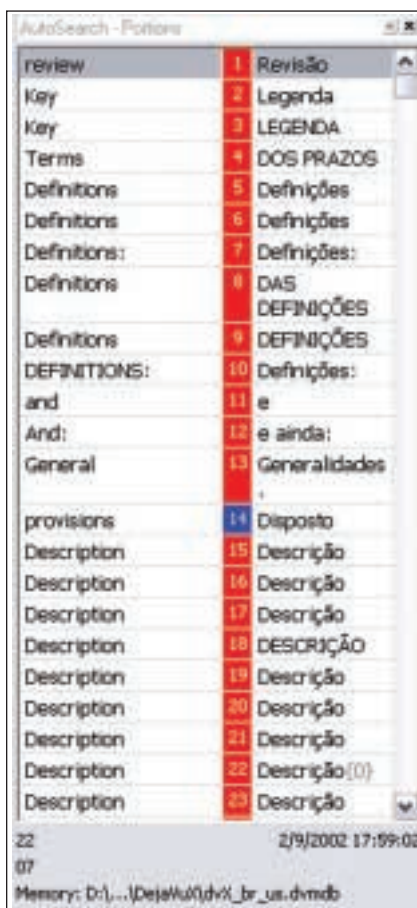 AutoSearch - Portions
review 1 Revisão
Key 2 Legenda
Key 3 LEGENDA
Terms 4 DOS PRAZOS
Definitions 5 Definições
Definitions 6 Definições
Definitions: 7 Definições:
Definitions 8 DAS
DEFINIÇÕES
Definitions 9 DEFINIÇÕES
DEFINITIONS: 10 Definições:
and 11 e
And: 12 e ainda:
General 13 Generalidades
.
provisions 14 Disposto
Description 15 Descrição
Description 16 Descrição
Description 17 Descrição
Description 18 DESCRIÇÃO
Description 19 Descrição
Description 20 Descrição
Description 21 Descrição
Description 22 Descrição{0}
Description 23 Descrição
22 2/9/2002 17:59:02
07
Memory: D:\...\DejaVuX\dvX_br_us.dvmdb